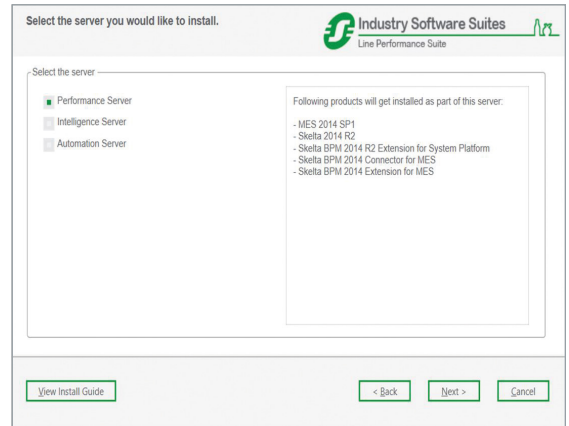 Select the server you would like to install.
Industry Software Suites
Line Performance Suite
Select the server
Performance Server
Intelligence Server
Automation Server
Following products will get installed as part of this server:
- MES 2014 SP1
- Skelta 2014 R2
- Skelta BPM 2014 R2 Extension for System Platform
- Skelta BPM 2014 Connector for MES
- Skelta BPM 2014 Extension for MES
View Install Guide
< Back
Next >
Cancel